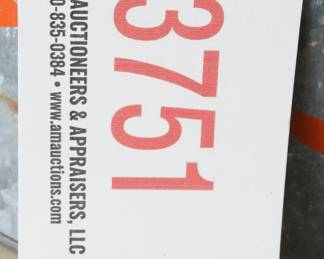 3751
AUCTIONEERS & APPRAISERS, LLC
0-835-0384 • www.amauctions.com